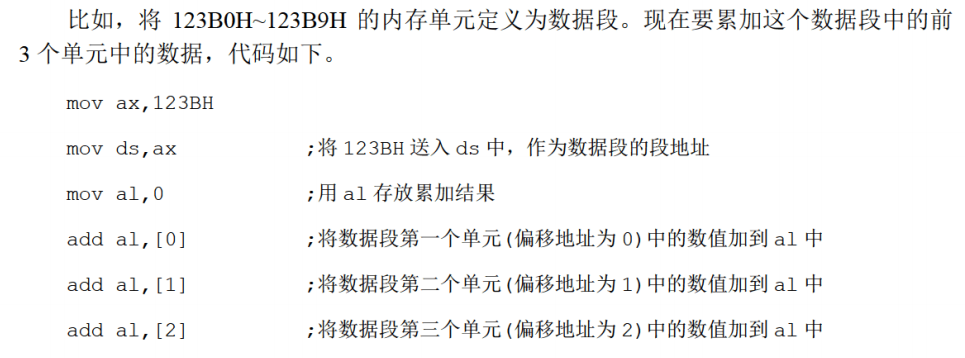 比如，将 123B0H~123B9H 的内存单元定义为数据段。现在要累加这个数据段中的前
3 个单元中的数据，代码如下。
mov ax,123BH
mov ds,ax ;将 123BH 送入 ds 中，作为数据段的段地址
mov al,0 ;用 al 存放累加结果
add al,[0] ;将数据段第一个单元(偏移地址为 0)中的数值加到 al 中
add al,[1] ;将数据段第二个单元(偏移地址为 1)中的数值加到 al 中
add al,[2] ;将数据段第三个单元(偏移地址为 2)中的数值加到 al 中